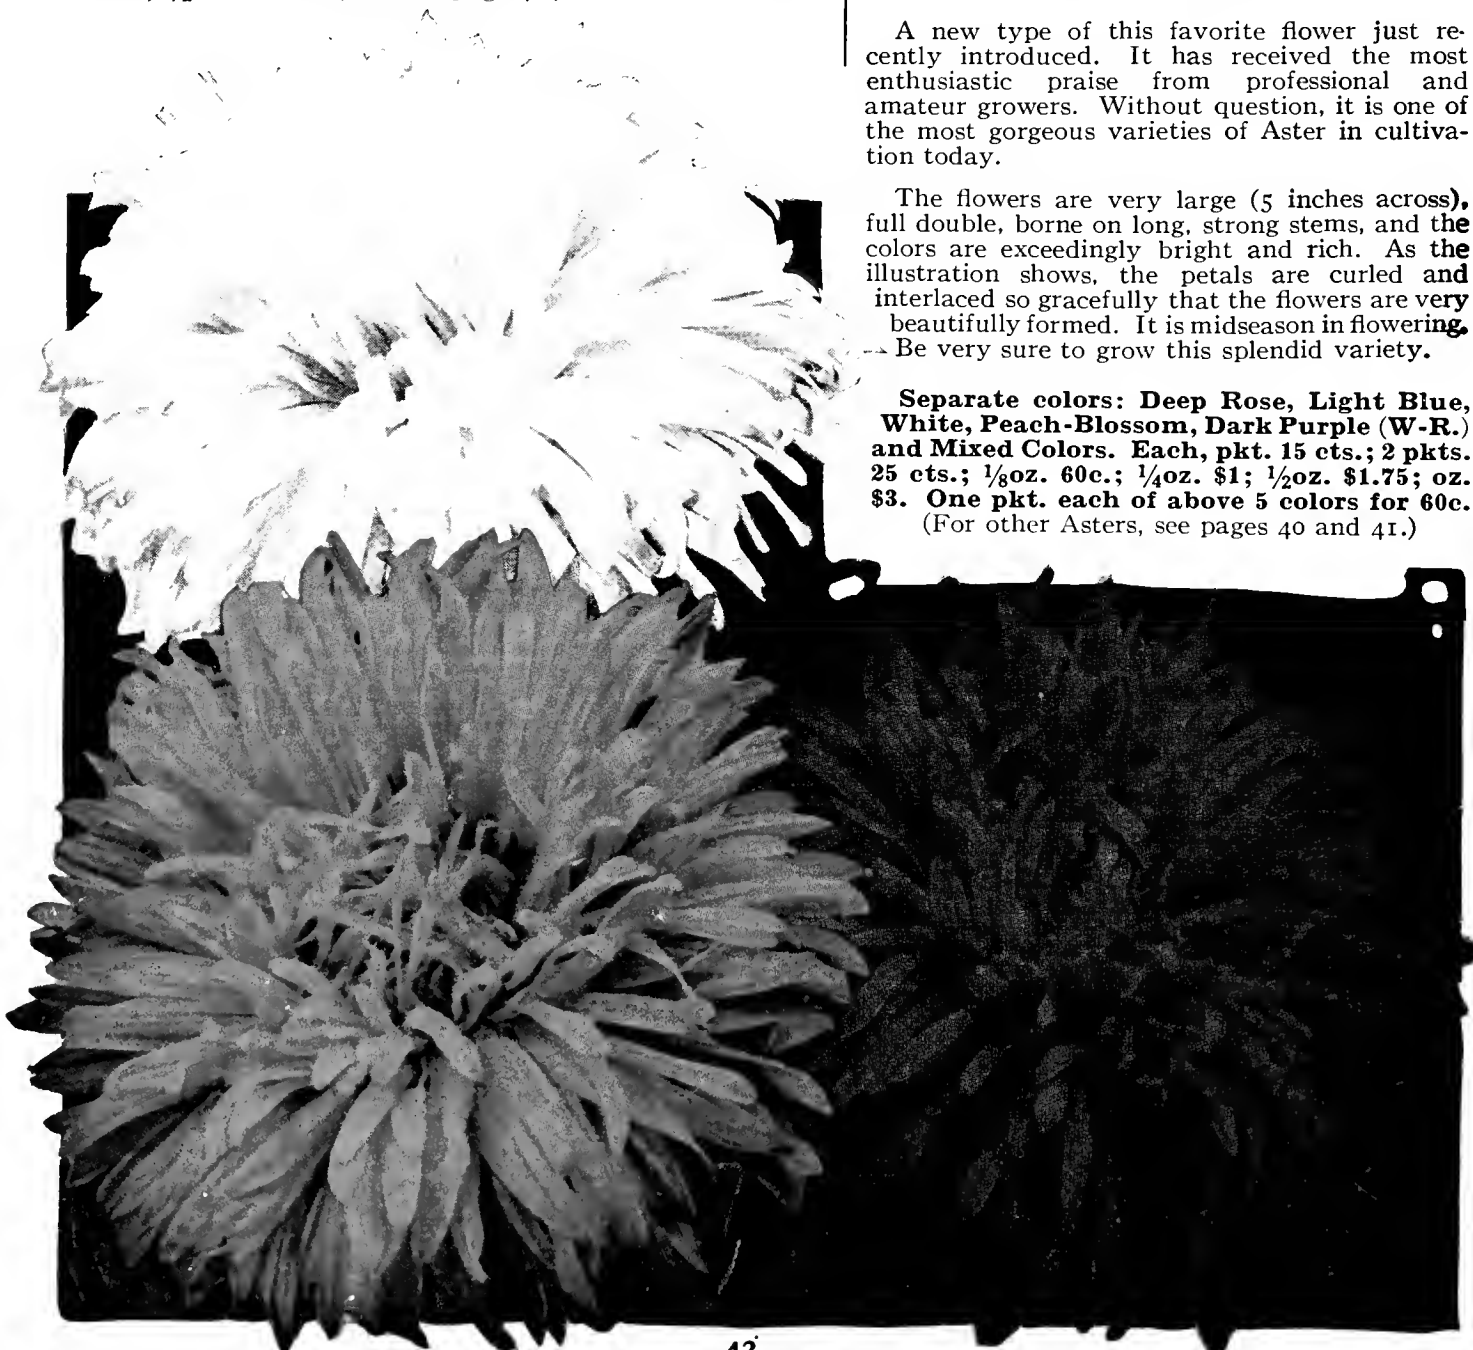 A new type of this favorite flower just re-
cently introduced. It has received the most
enthusiastic praise from professional and
amateur growers. Without question, it is one of
the most gorgeous varieties of Aster in cultiva-
tion today.
The flowers are very large (5 inches across),
full double, borne on long, strong stems, and the
colors are exceedingly bright and rich. As the
illustration shows, the petals are curled and
interlaced so gracefully that the flowers are very
beautifully formed. It is midseason in flowering.
Be very sure to grow this splendid variety.
Separate colors: Deep Rose, Light Blue,
White, Peach-Blossom, Dark Purple (W-R.)
and Mixed Colors. Each, pkt. 15 cts.; 2 pkts.
25 cts.; ⅛oz. 60c.; ¼oz. $1; ½oz. $1.75; oz.
$3. One pkt. each of above 5 colors for 60c.
(For other Asters, see pages 40 and 41.)